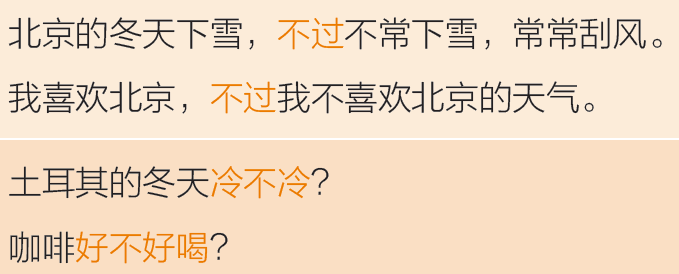 北京的冬天下雪，不过不常下雪，常常刮风。
我喜欢北京，不过我不喜欢北京的天气。
土耳其的冬天冷不冷？
咖啡好不好喝？